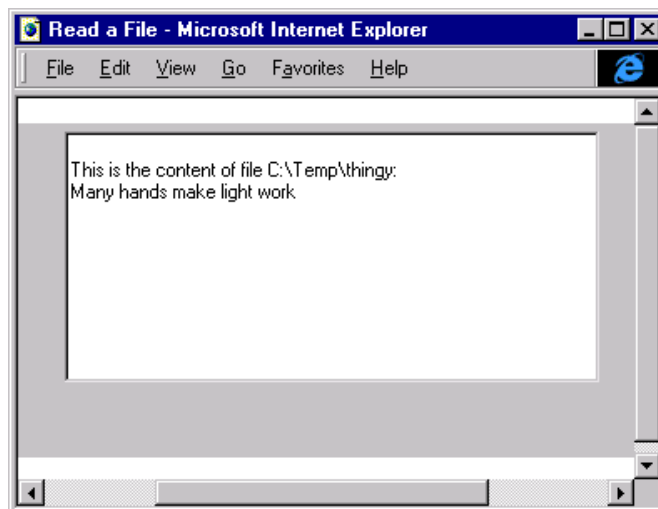 Read a File - Microsoft Internet Explorer
File Edit View Go Favorites Help
This is the content of file C:\Temp\thingy:
Many hands make light work